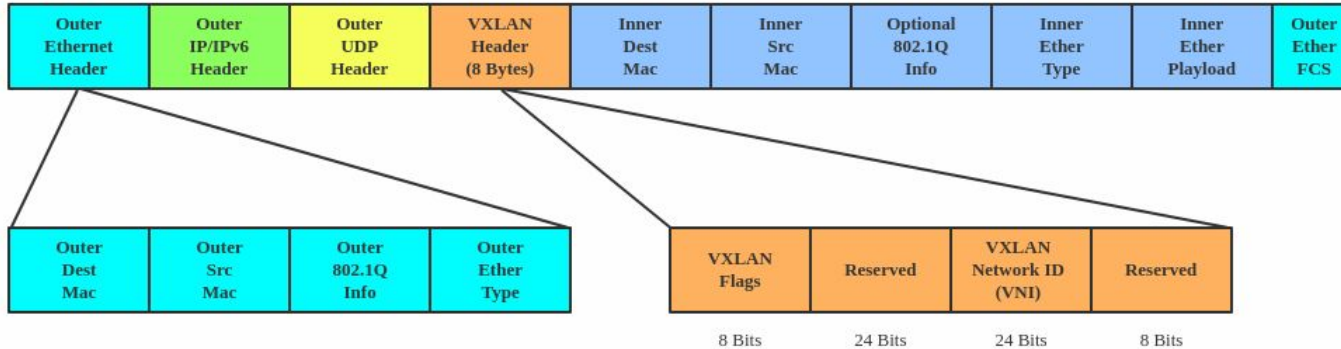 Outer
Ethernet
Header
Outer
IP/IPv6
Header
Outer
UDP
Header
VXLAN
Header
(8 Bytes)
Inner
Dest
Mac
Inner
Src
Mac
Optional
802.1Q
Info
Inner
Ether
Type
Inner
Ether
Playload
Outer
Ether
FCS
Outer
Dest
Mac
Outer
Src
Mac
Outer
802.1Q
Info
Outer
Ether
Type
VXLAN
Flags
Reserved
VXLAN
Network ID
(VNI)
Reserved
8 Bits
24 Bits
24 Bits
8 Bits